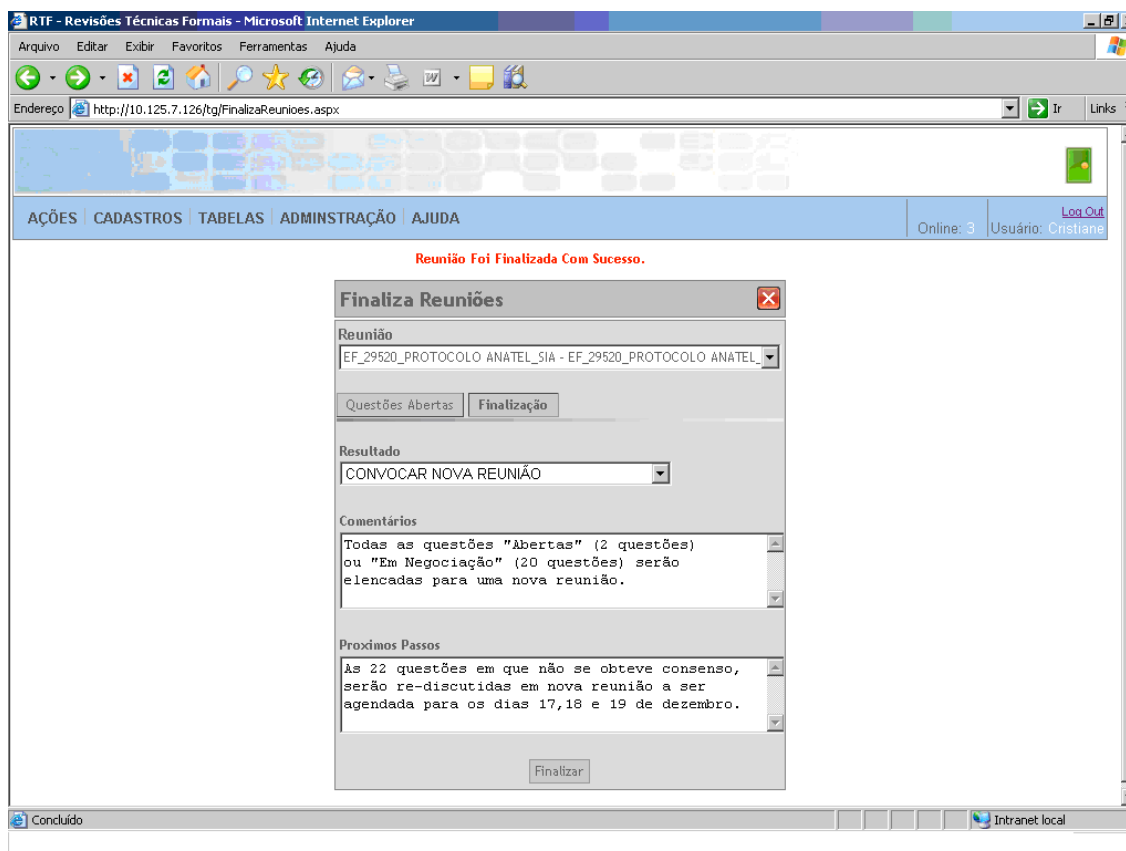 RTF - Revisões Técnicas Formais - Microsoft Internet Explorer
Arquivo Editar Exibir Favoritos Ferramentas Ajuda
Endereço http://10.125.7.126/tg/FinalizaReunioes.aspx Ir Links
AÇÕES CADASTROS TABELAS ADMINSTRAÇÃO AJUDA
Log Out
Online: 3 Usuário: Cristiane
Reunião Foi Finalizada Com Sucesso.
Finaliza Reuniões
Reunião
EF_29520_PROTOCOLO ANATEL_SIA - EF_29520_PROTOCOLO ANATEL_
Questões Abertas Finalização
Resultado
CONVOCAR NOVA REUNIÃO
Comentários
Todas as questões "Abertas" (2 questões)
ou "Em Negociação" (20 questões) serão
elencadas para uma nova reunião.
Proximos Passos
As 22 questões em que não se obteve consenso,
serão re-discutidas em nova reunião a ser
agendada para os dias 17,18 e 19 de dezembro.
Finalizar
Concluído Intranet local